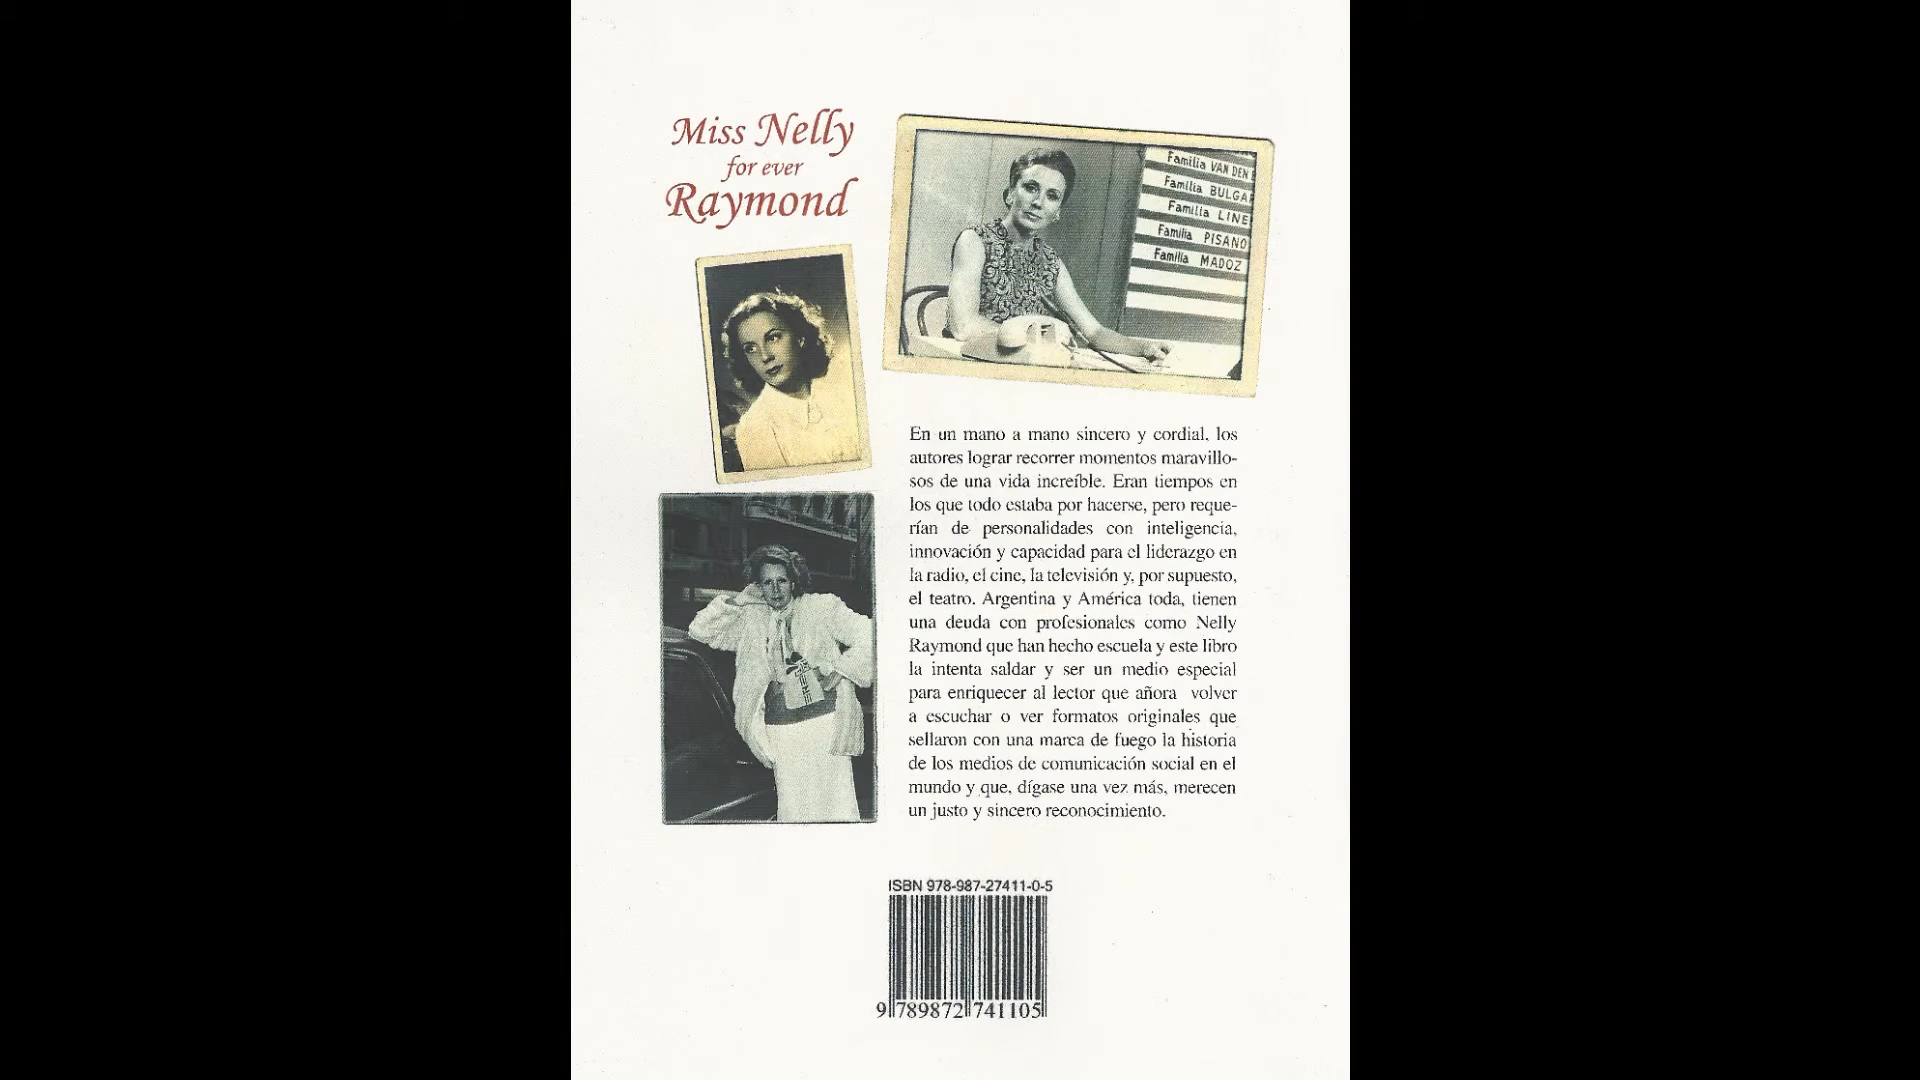 Miss Nelly
for ever
Raymond
Familia VAN DEN
Familia BULGA
Familia LINE
Familia PISANO
Familia MADOZ
En un mano a mano sincero y cordial, los
autores lograr recorrer momentos maravillo-
sos de una vida increíble. Eran tiempos en
los que todo estaba por hacerse, pero reque-
rían de personalidades con inteligencia,
innovación y capacidad para el liderazgo en
la radio, el cine, la televisión y, por supuesto,
el teatro. Argentina y América toda, tienen
una deuda con profesionales como Nelly
Raymond que han hecho escuela y este libro
la intenta saldar y ser un medio especial
para enriquecer al lector que añora volver
a escuchar o ver formatos originales que
sellaron con una marca de fuego la historia
de los medios de comunicación social en el
mundo y que, dígase una vez más, merecen
un justo y sincero reconocimiento.
ISBN 978-987-27411-0-5
9 789872 741105